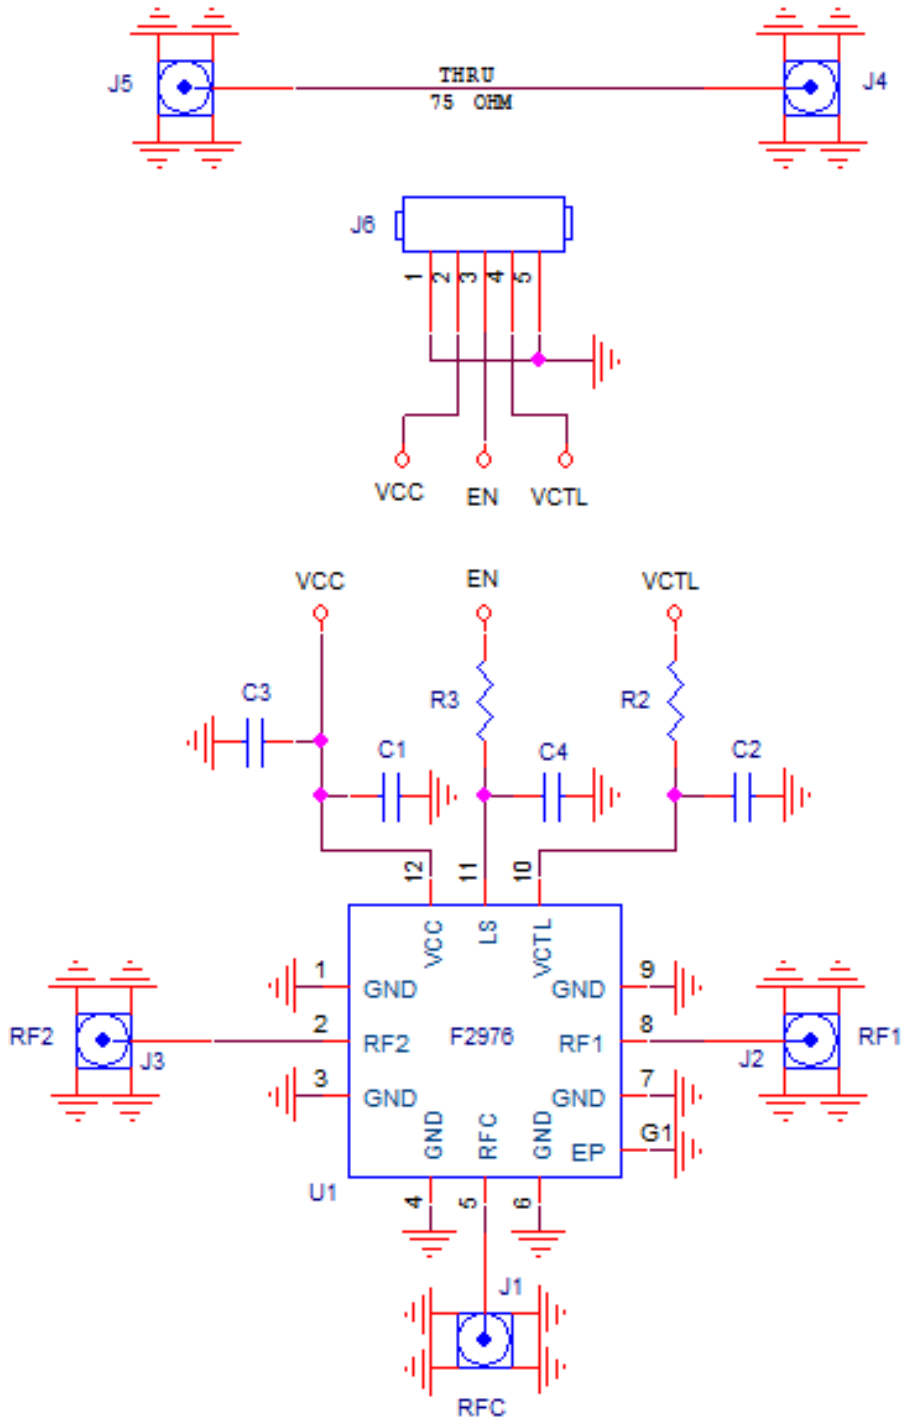 THRU
J5
J4
75 OHM
J6
1 2 3 4 5
VCC EN VCTL
VCC EN VCTL
C3 R3 R2
C1 C4 C2
12 11 10
VCC LS VCTL
1 GND
GND 9
RF2
2 RF2
F2976
RF1 8
RF1
J3
J2
3 GND
GND 7
GND RFC GND
EP G1
U1
4 5 6
J1
RFC